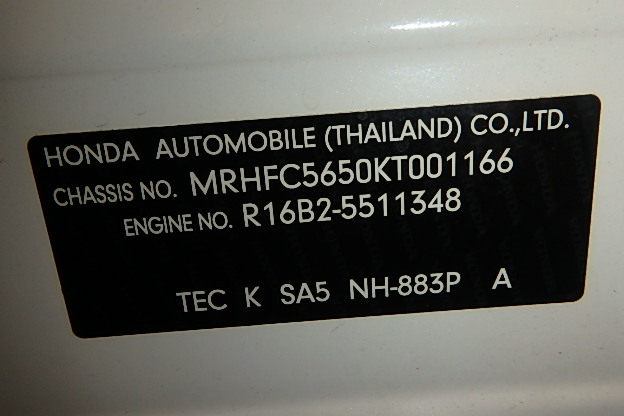 HONDA AUTOMOBILE (THAILAND) CO.,LTD.
CHASSIS NO. MRHFC5650KT001166
ENGINE NO. R16B2-5511348
TEC K SA5 NH-883P A